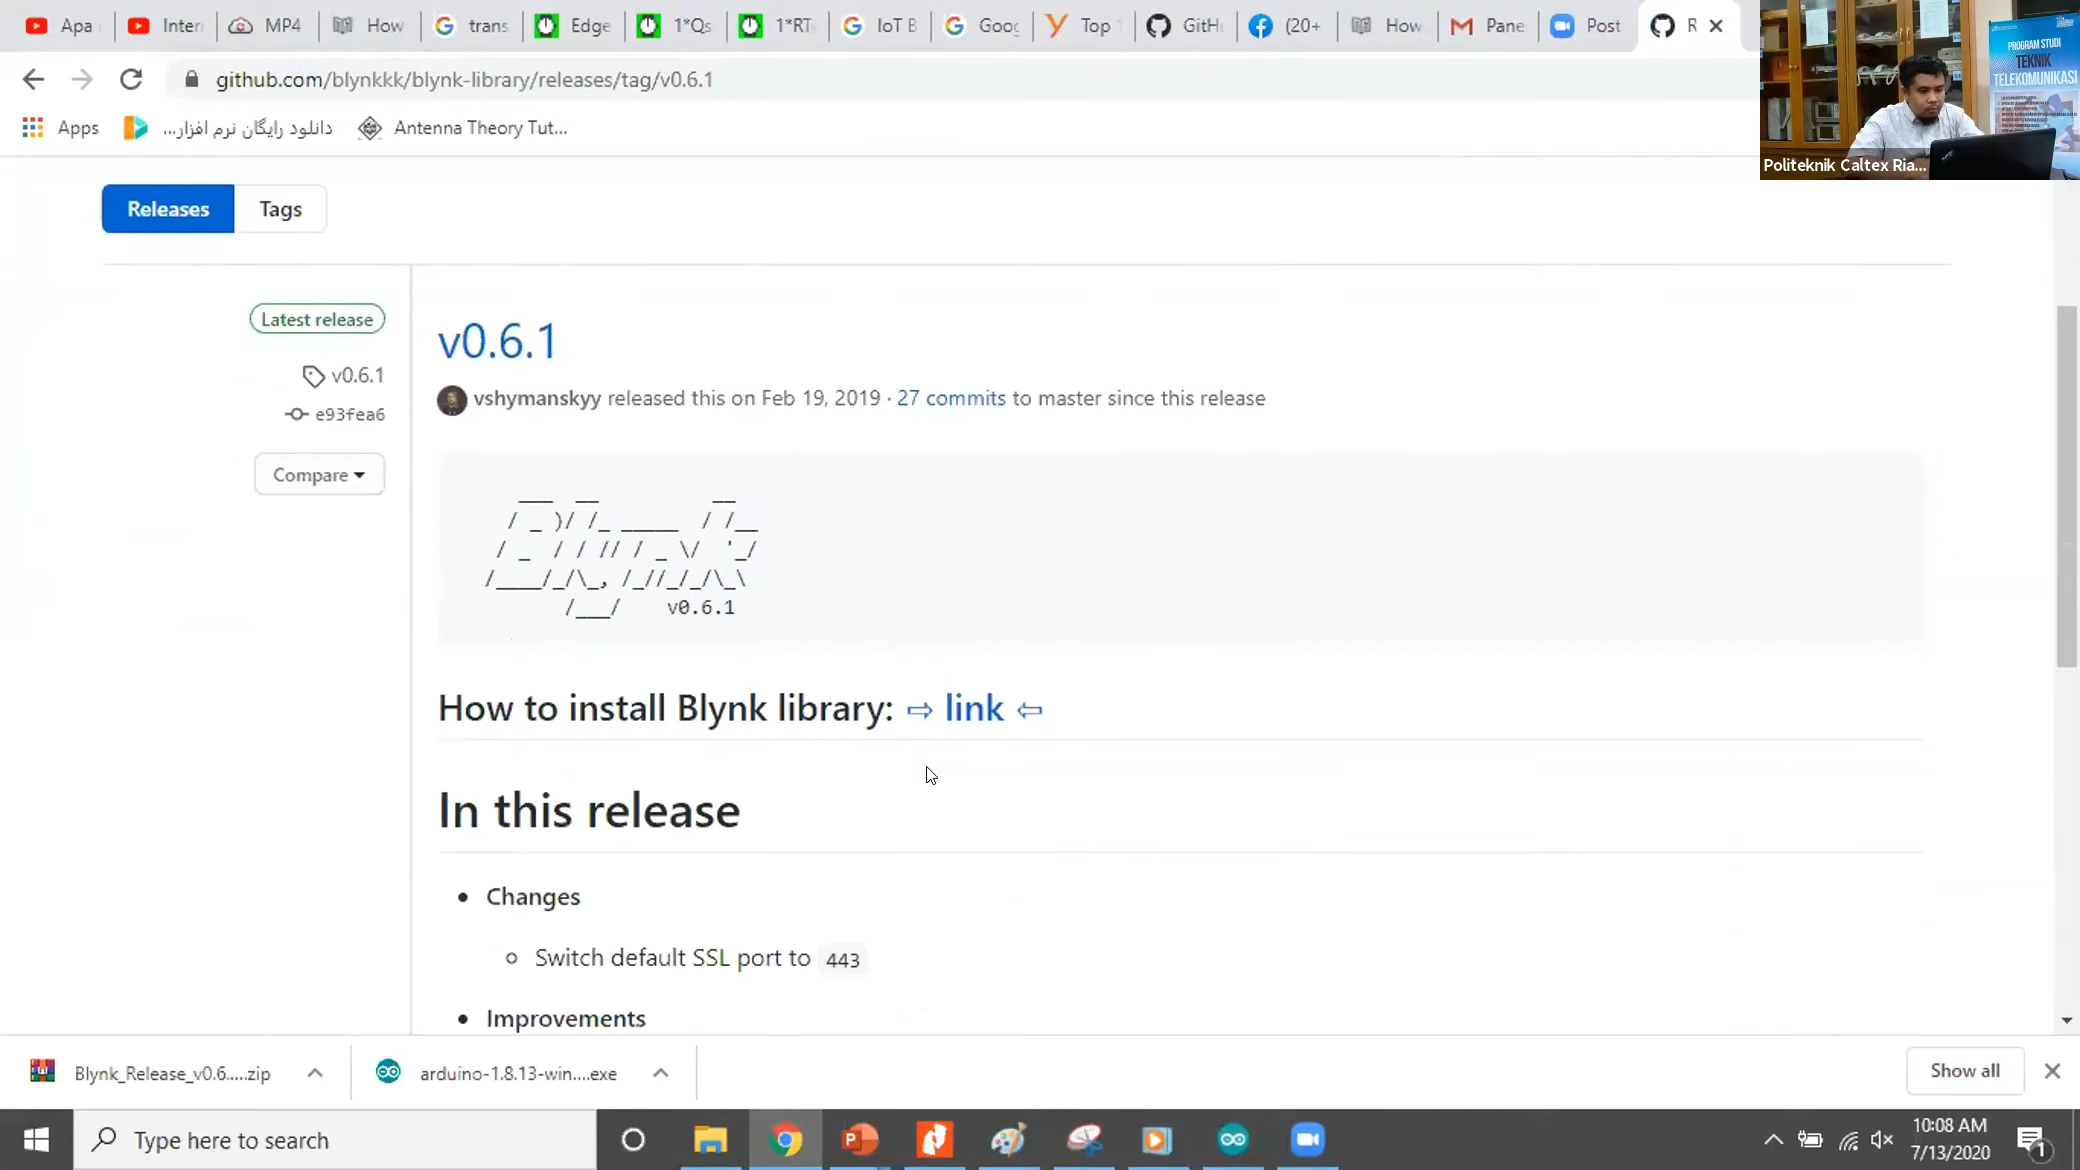 Apa
Inter
MP4
How
trans
Edge
1*Qs
1*RT
IoT B
Goog
Top
GitHu
(20+
How
Pane
Post
R
github.com/blynkkk/blynk-library/releases/tag/v0.6.1
Apps
دانلود رایگان نرم افزار...
Antenna Theory Tut...
PROGRAM STUDI
TEKNIK
TELEKOMUNIKASI
Politeknik Caltex Ria...
Releases
Tags
Latest release
v0.6.1
e93fea6
Compare
v0.6.1
vshymanskyy released this on Feb 19, 2019 · 27 commits to master since this release
Blynk
v0.6.1
How to install Blynk library: ⇨ link ⇦
In this release
• Changes
◦ Switch default SSL port to 443
• Improvements
Blynk_Release_v0.6.....zip
arduino-1.8.13-win....exe
Show all
Type here to search
10:08 AM
7/13/2020
1